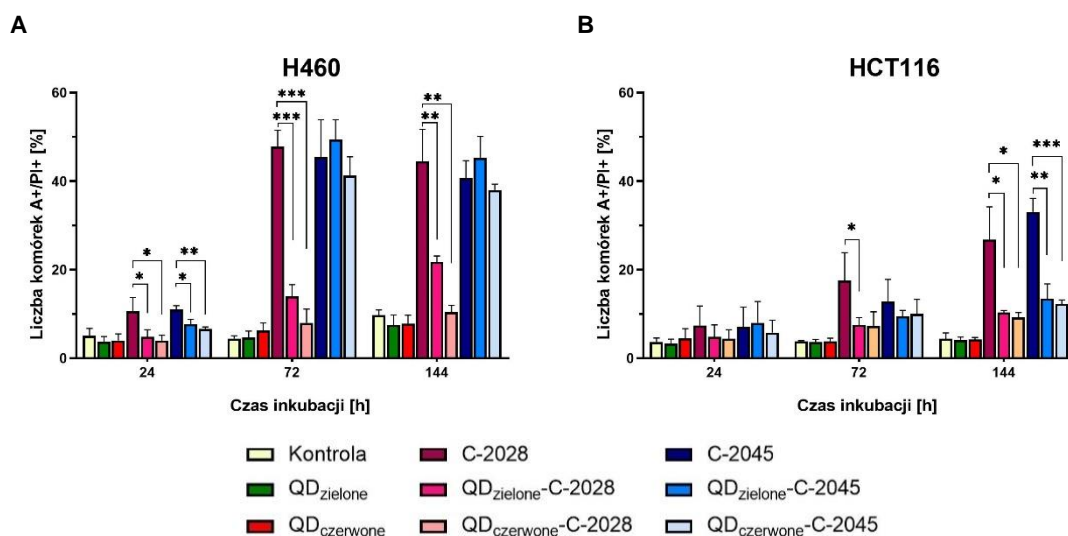 A
H460
Liczba komórek A+/PI+ [%]
60
40
20
0
*
*
**
*
***
***
**
**
24
72
144
Czas inkubacji [h]
B
HCT116
Liczba komórek A+/PI+ [%]
60
40
20
0
*
*
*
***
**
24
72
144
Czas inkubacji [h]
Kontrola
C-2028
C-2045
QDzielone
QDzielone-C-2028
QDzielone-C-2045
QDczerwone
QDczerwone-C-2028
QDczerwone-C-2045